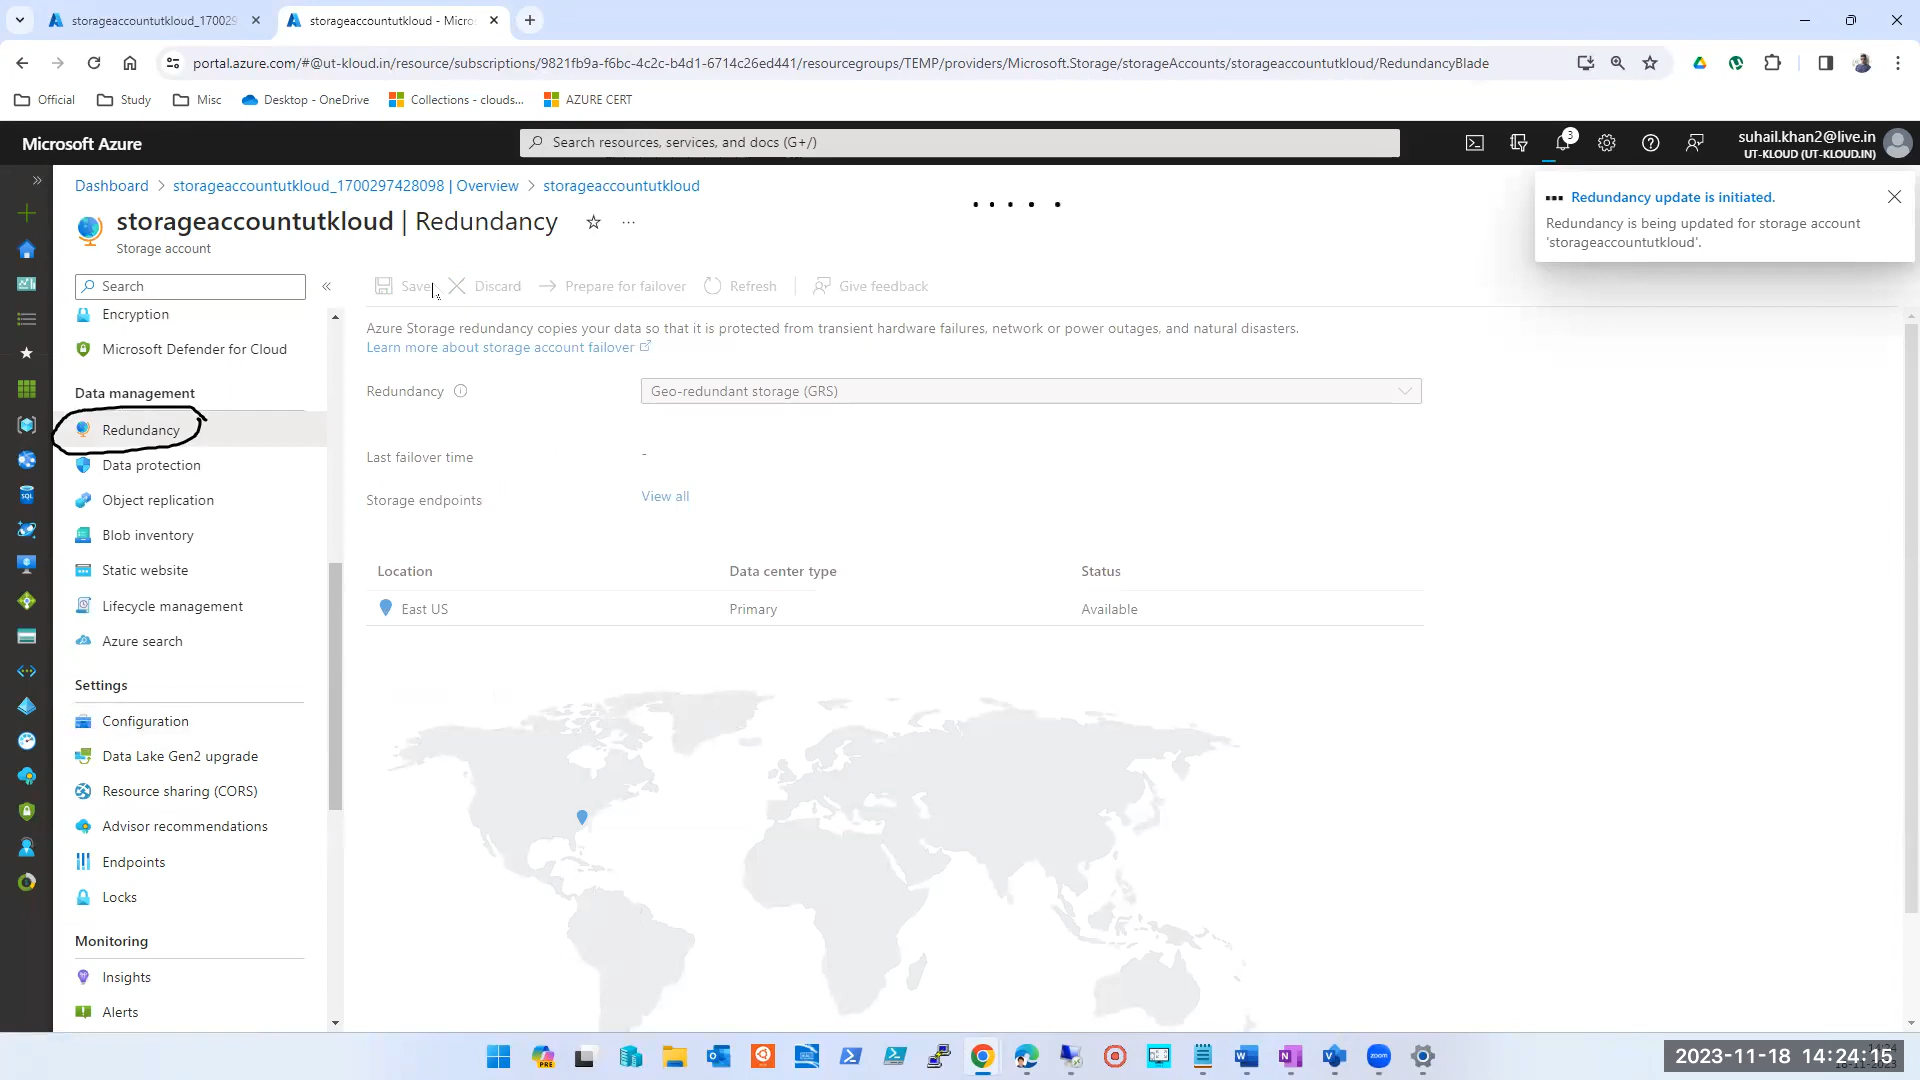 storageaccountutkloud_170029
storageaccountutkloud - Micro
portal.azure.com/#@ut-kloud.in/resource/subscriptions/9821fb9a-f6bc-4c2c-b4d1-6714c26ed441/resourcegroups/TEMP/providers/Microsoft.Storage/storageAccounts/storageaccountutkloud/RedundancyBlade
Official
Study
Misc
Desktop - OneDrive
Collections - clouds...
AZURE CERT
Microsoft Azure
Search resources, services, and docs (G+/)
3
suhail.khan2@live.in
UT-KLOUD (UT-KLOUD.IN)
Dashboard > storageaccountutkloud_1700297428098 | Overview > storageaccountutkloud
storageaccountutkloud | Redundancy
Storage account
Redundancy update is initiated.
Redundancy is being updated for storage account
'storageaccountutkloud'.
Search
Save
Discard
Prepare for failover
Refresh
Give feedback
Encryption
Microsoft Defender for Cloud
Data management
Redundancy
Data protection
Object replication
Blob inventory
Static website
Lifecycle management
Azure search
Settings
Configuration
Data Lake Gen2 upgrade
Resource sharing (CORS)
Advisor recommendations
Endpoints
Locks
Monitoring
Insights
Alerts
Azure Storage redundancy copies your data so that it is protected from transient hardware failures, network or power outages, and natural disasters.
Learn more about storage account failover
Redundancy
Geo-redundant storage (GRS)
Last failover time
-
Storage endpoints
View all
Location
Data center type
Status
East US
Primary
Available
SQL
PRE
zoom
2023-11-18 14:24:15